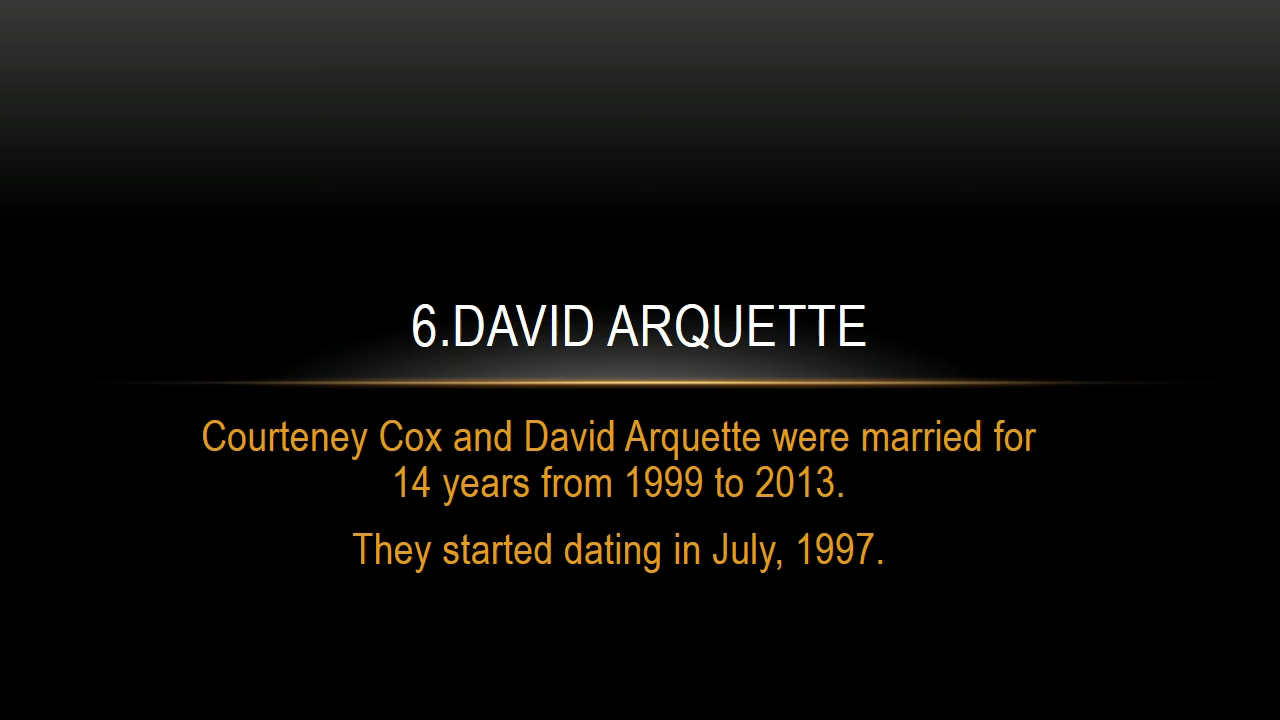 6.DAVID ARQUETTE
Courteney Cox and David Arquette were married for
14 years from 1999 to 2013.
They started dating in July, 1997.